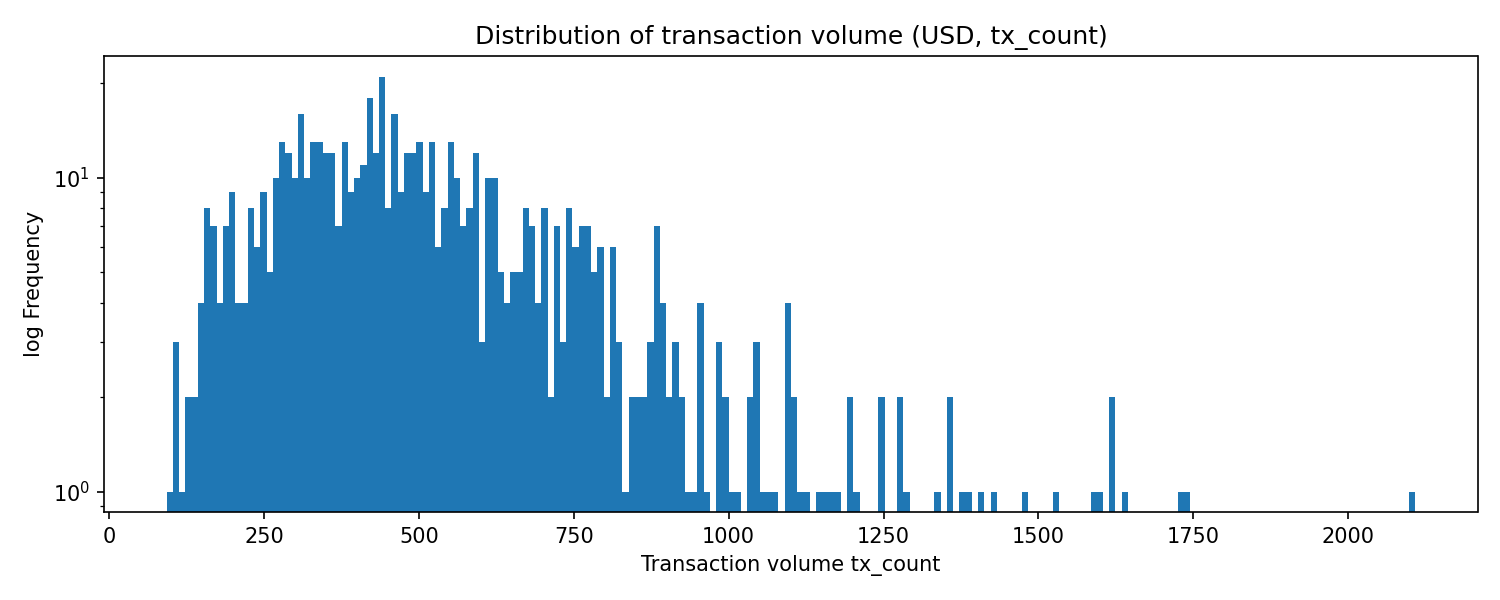 Distribution of transaction volume (USD, tx_count)
log Frequency
10¹
10⁰
0 250 500 750 1000 1250 1500 1750 2000
Transaction volume tx_count